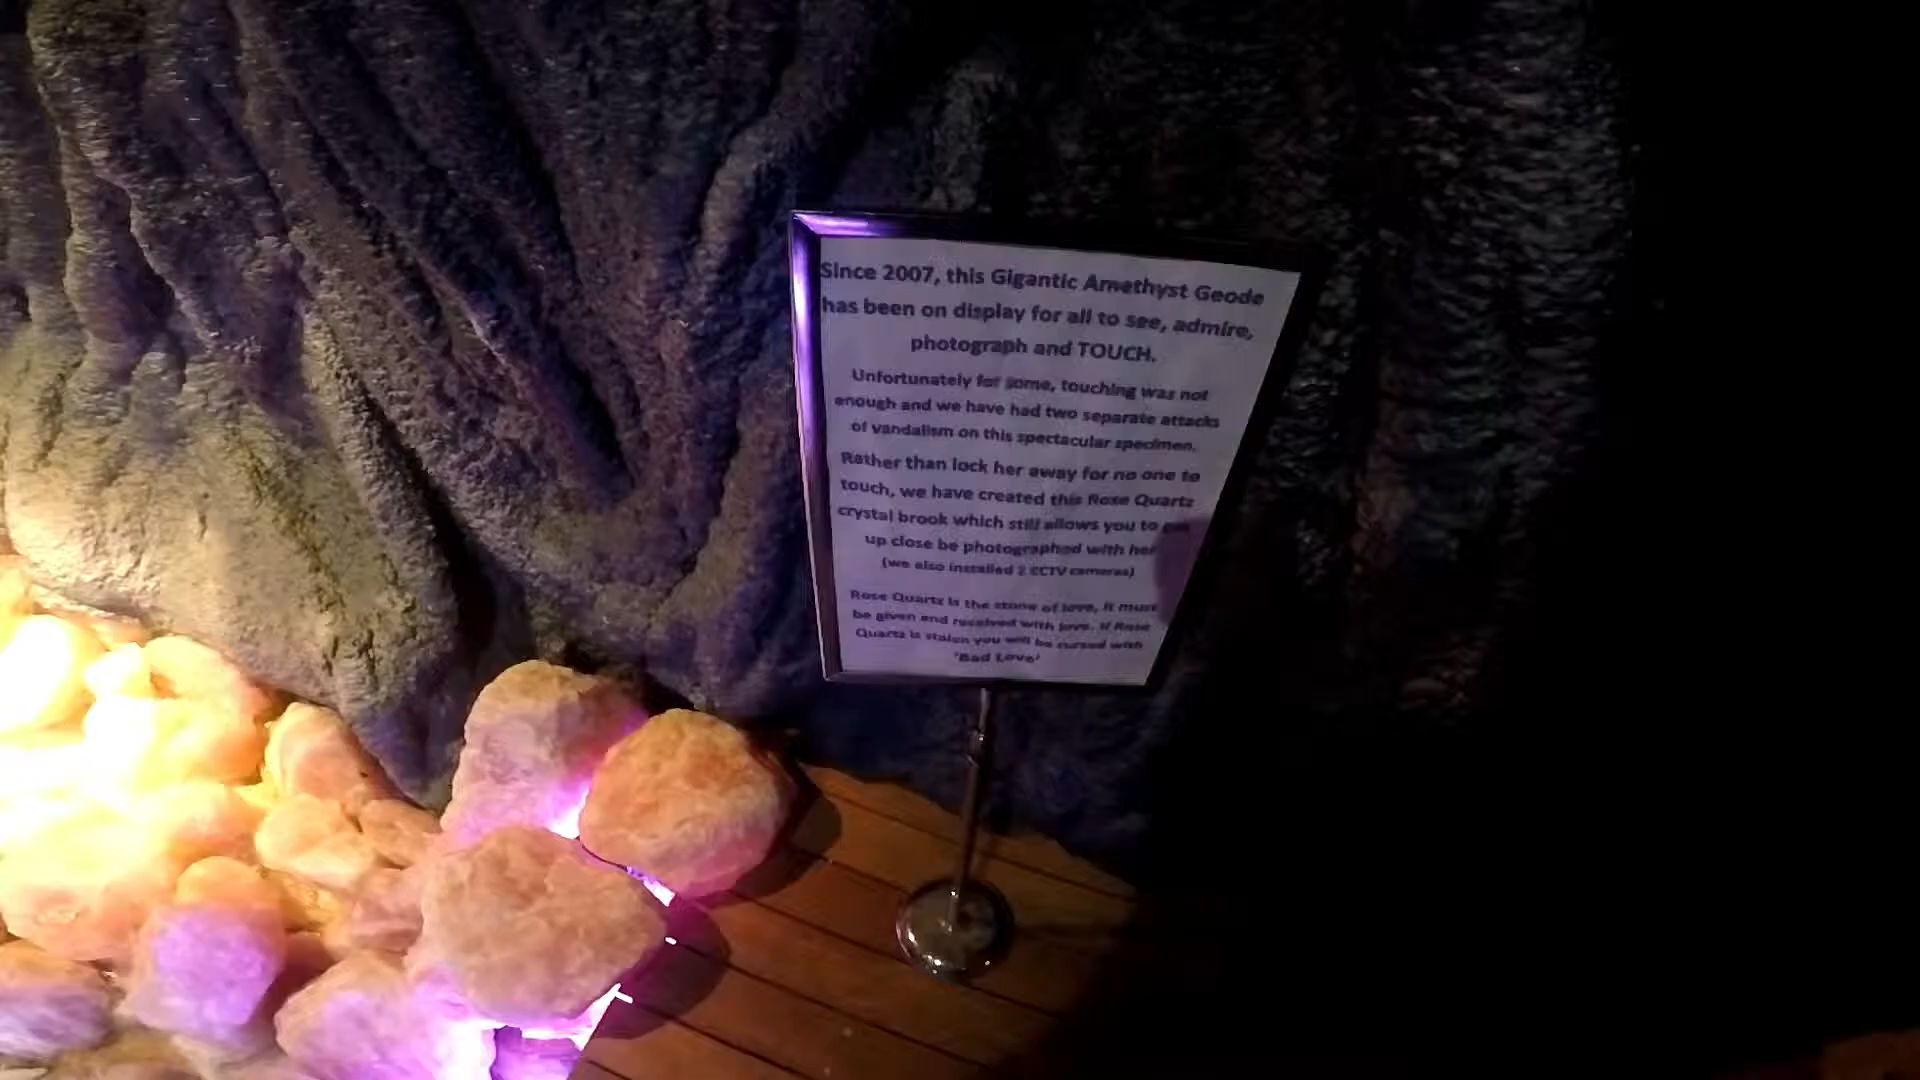 Since 2007, this Gigantic Amethyst Geode
has been on display for all to see, admire,
photograph and TOUCH.
Unfortunately for some, touching was not
enough and we have had two separate attacks
of vandalism on this spectacular specimen.
Rather than lock her away for no one to
touch, we have created this Rose Quartz
crystal brook which still allows you to get
up close be photographed with her
(we also installed 2 CCTV cameras)
Rose Quartz is the stone of love, it must
be given and received with love. If Rose
Quartz is stolen you will be cursed with
'Bad Love'